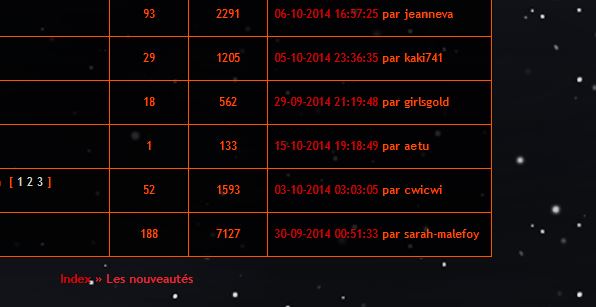 93 2291 06-10-2014 16:57:25 par jeanneva
29 1205 05-10-2014 23:36:35 par kaki741
18 562 29-09-2014 21:19:48 par girlsgold
1 133 15-10-2014 19:18:49 par aetu
[ 1 2 3 ]
52 1593 03-10-2014 03:03:05 par cwicwi
188 7127 30-09-2014 00:51:33 par sarah-malefoy
Index » Les nouveautés